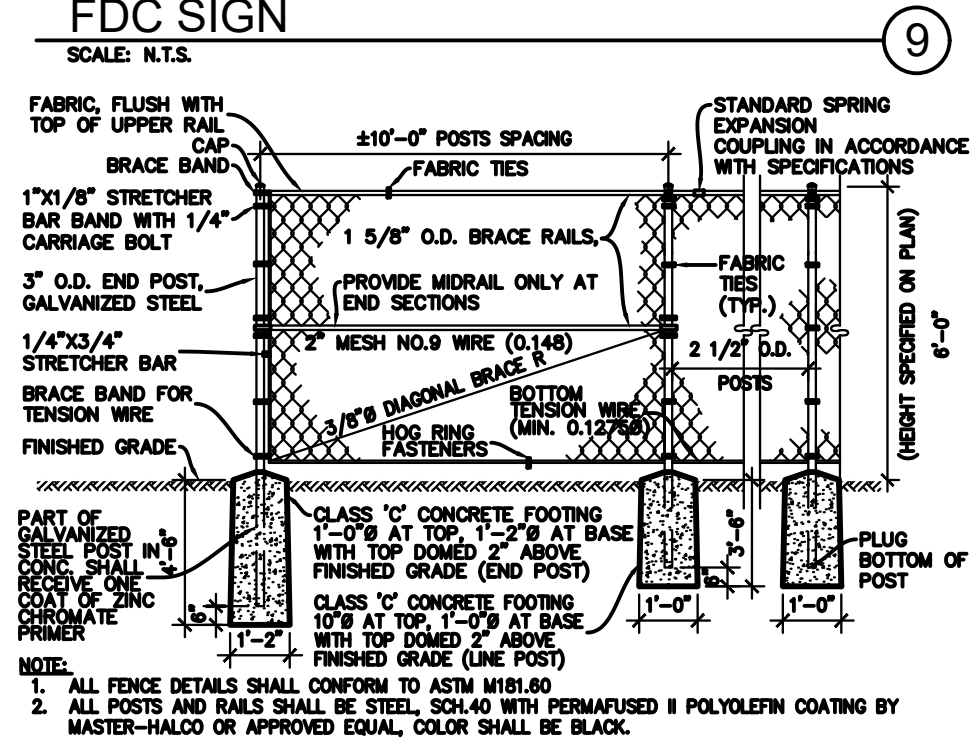 FDC SIGN
9
SCALE: N.T.S.
FABRIC, FLUSH WITH
TOP OF UPPER RAIL
CAP
BRACE BAND
1"X1/8" STRETCHER
BAR BAND WITH 1/4"
CARRIAGE BOLT
3" O.D. END POST,
GALVANIZED STEEL
1/4"X3/4"
STRETCHER BAR
BRACE BAND FOR
TENSION WIRE
FINISHED GRADE
PART OF
GALVANIZED
STEEL POST IN
CONC. SHALL
RECEIVE ONE
COAT OF ZINC
CHROMATE
PRIMER
±10'-0" POSTS SPACING
FABRIC TIES
1 5/8" O.D. BRACE RAILS,
PROVIDE MIDRAIL ONLY AT
END SECTIONS
2" MESH NO.9 WIRE (0.148)
3/8"Ø DIAGONAL BRACE R
BOTTOM
TENSION WIRE
(MIN. 0.1275Ø)
HOG RING
FASTENERS
STANDARD SPRING
EXPANSION
COUPLING IN ACCORDANCE
WITH SPECIFICATIONS
FABRIC
TIES
(TYP.)
2 1/2" O.D.
POSTS
(HEIGHT SPECIFIED ON PLAN)
6'-0"
4'-6"
6"
1'-2"
CLASS 'C' CONCRETE FOOTING
1'-0"Ø AT TOP, 1'-2"Ø AT BASE
WITH TOP DOMED 2" ABOVE
FINISHED GRADE (END POST)
CLASS 'C' CONCRETE FOOTING
10"Ø AT TOP, 1'-0"Ø AT BASE
WITH TOP DOMED 2" ABOVE
FINISHED GRADE (LINE POST)
3'-6"
6"
1'-0"
1'-0"
PLUG
BOTTOM OF
POST
NOTE:
1. ALL FENCE DETAILS SHALL CONFORM TO ASTM M181.60
2. ALL POSTS AND RAILS SHALL BE STEEL, SCH.40 WITH PERMAFUSED II POLYOLEFIN COATING BY
MASTER-HALCO OR APPROVED EQUAL, COLOR SHALL BE BLACK.